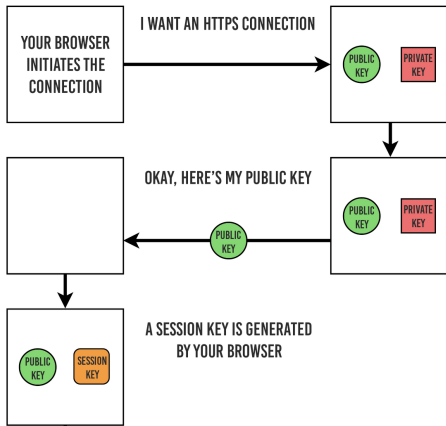 YOUR BROWSER
INITIATES THE
CONNECTION
I WANT AN HTTPS CONNECTION
PUBLIC
KEY
PRIVATE
KEY
OKAY, HERE'S MY PUBLIC KEY
PUBLIC
KEY
PUBLIC
KEY
PRIVATE
KEY
A SESSION KEY IS GENERATED
BY YOUR BROWSER
PUBLIC
KEY
SESSION
KEY